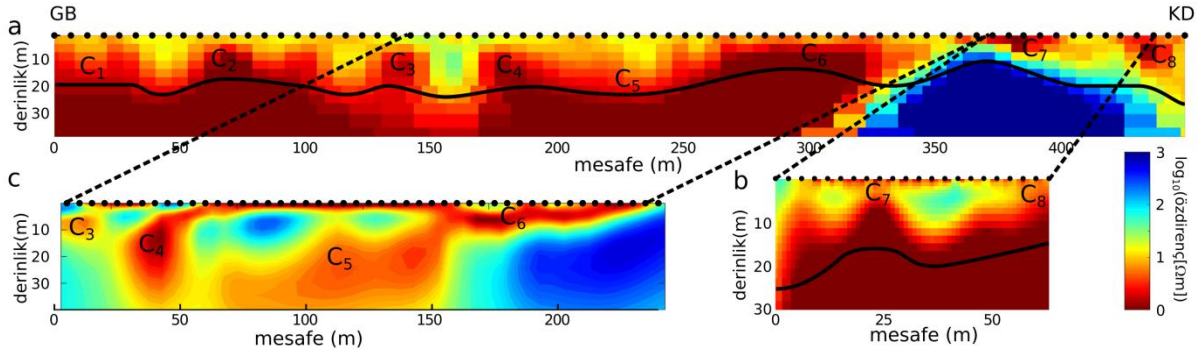 a GB KD
derinlik(m)
10
20
30
C₁ C₂ C₃ C₄ C₅ C₆ C₇ C₈
0 50 100 150 200 250 300 350 400
mesafe (m)
c
derinlik(m)
10
20
30
C₃ C₄ C₅ C₆
0 50 100 150 200
mesafe (m)
b
derinlik(m)
10
20
30
C₇ C₈
0 25 50
mesafe (m)
3
2
1
0
log₁₀(özdirenç[Ωm])